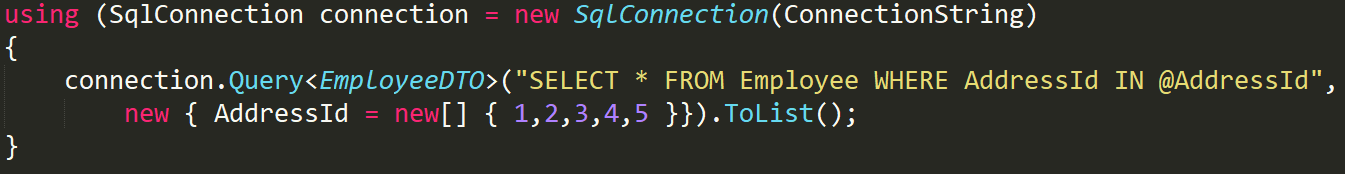 using (SqlConnection connection = new SqlConnection(ConnectionString)
{
    connection.Query<EmployeeDTO>("SELECT * FROM Employee WHERE AddressId IN @AddressId",
        new { AddressId = new[] { 1,2,3,4,5 }}).ToList();
}